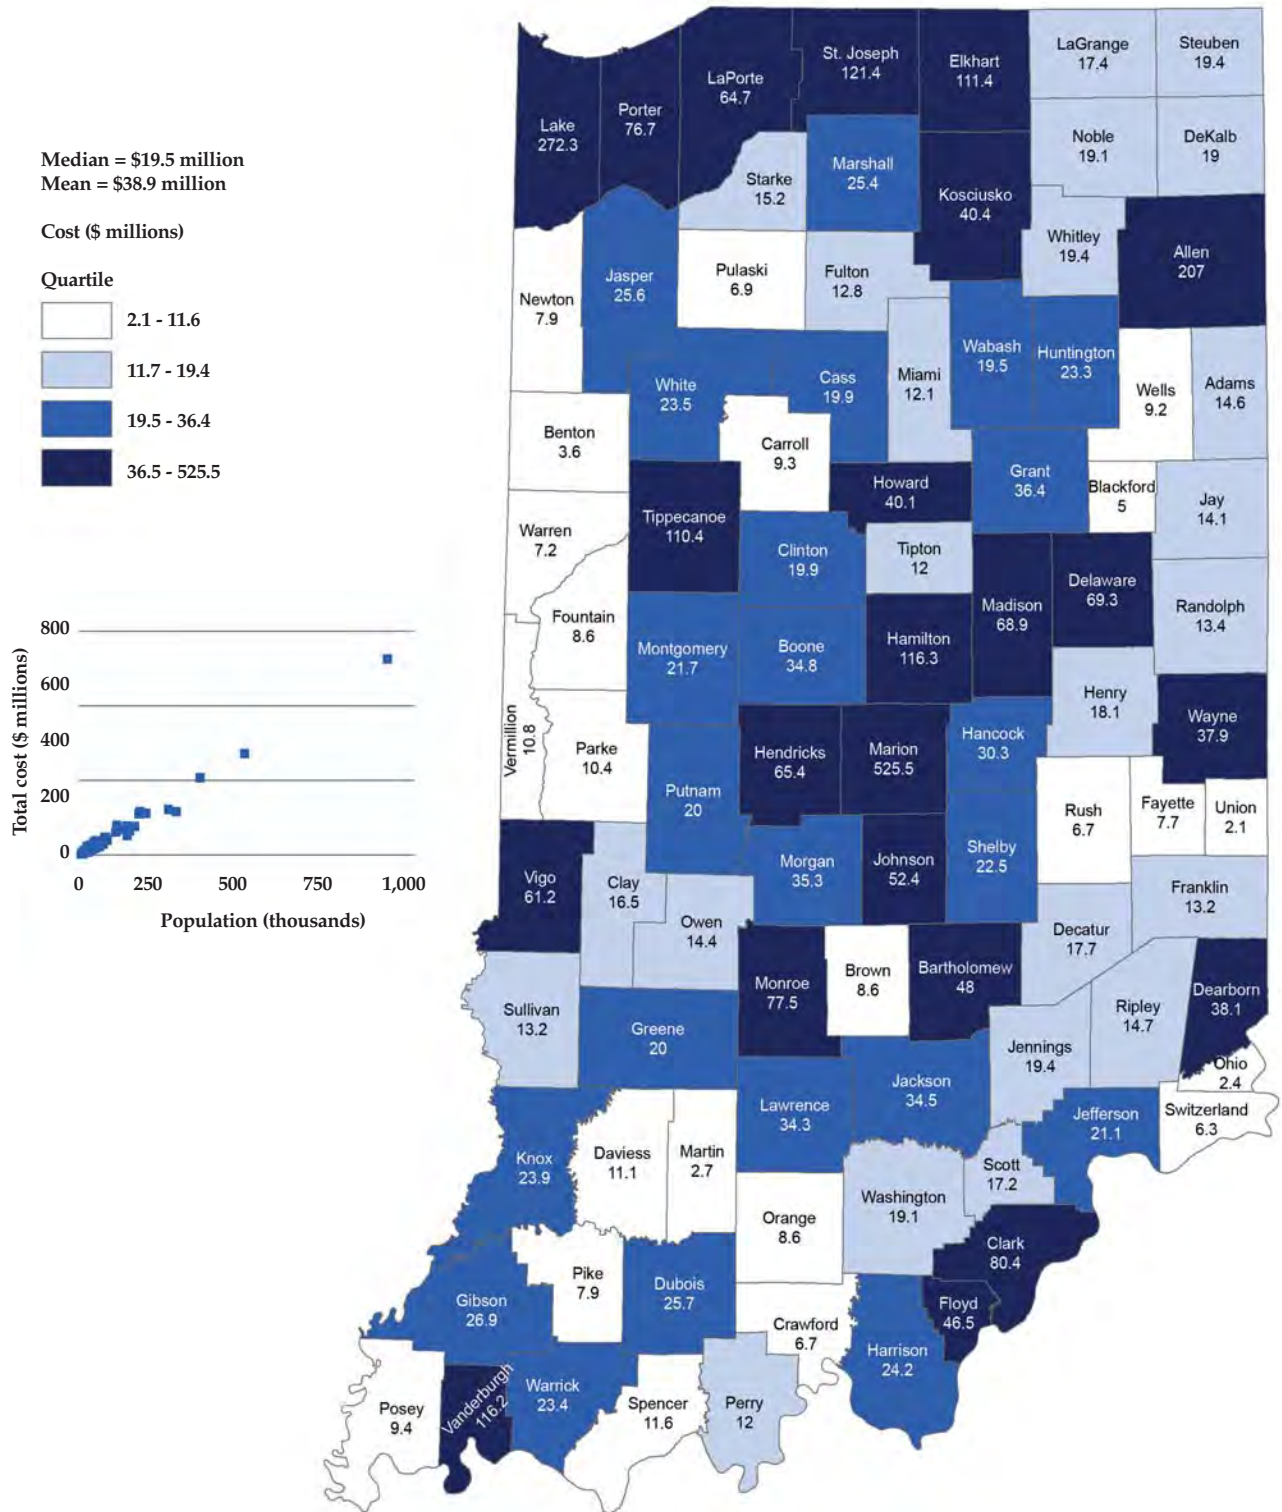 Median = $19.5 million
Mean = $38.9 million
Cost ($ millions)
Quartile
2.1 - 11.6
11.7 - 19.4
19.5 - 36.4
36.5 - 525.5
Total cost ($ millions)
800
600
400
200
0
0 250 500 750 1,000
Population (thousands)
Lake
272.3
Porter
76.7
LaPorte
64.7
St. Joseph
121.4
Elkhart
111.4
LaGrange
17.4
Steuben
19.4
Noble
19.1
DeKalb
19
Starke
15.2
Marshall
25.4
Kosciusko
40.4
Whitley
19.4
Allen
207
Newton
7.9
Jasper
25.6
Pulaski
6.9
Fulton
12.8
Miami
12.1
Wabash
19.5
Huntington
23.3
Wells
9.2
Adams
14.6
White
23.5
Cass
19.9
Benton
3.6
Carroll
9.3
Howard
40.1
Grant
36.4
Blackford
5
Jay
14.1
Warren
7.2
Tippecanoe
110.4
Clinton
19.9
Tipton
12
Madison
68.9
Delaware
69.3
Randolph
13.4
Fountain
8.6
Montgomery
21.7
Boone
34.8
Hamilton
116.3
Henry
18.1
Wayne
37.9
Vermillion
10.8
Parke
10.4
Putnam
20
Hendricks
65.4
Marion
525.5
Hancock
30.3
Rush
6.7
Fayette
7.7
Union
2.1
Vigo
61.2
Clay
16.5
Owen
14.4
Morgan
35.3
Johnson
52.4
Shelby
22.5
Franklin
13.2
Decatur
17.7
Sullivan
13.2
Greene
20
Monroe
77.5
Brown
8.6
Bartholomew
48
Jennings
19.4
Ripley
14.7
Dearborn
38.1
Ohio
2.4
Switzerland
6.3
Knox
23.9
Daviess
11.1
Martin
2.7
Lawrence
34.3
Jackson
34.5
Jefferson
21.1
Scott
17.2
Washington
19.1
Orange
8.6
Clark
80.4
Floyd
46.5
Harrison
24.2
Gibson
26.9
Pike
7.9
Dubois
25.7
Crawford
6.7
Posey
9.4
Vanderburgh
116.2
Warrick
23.4
Spencer
11.6
Perry
12